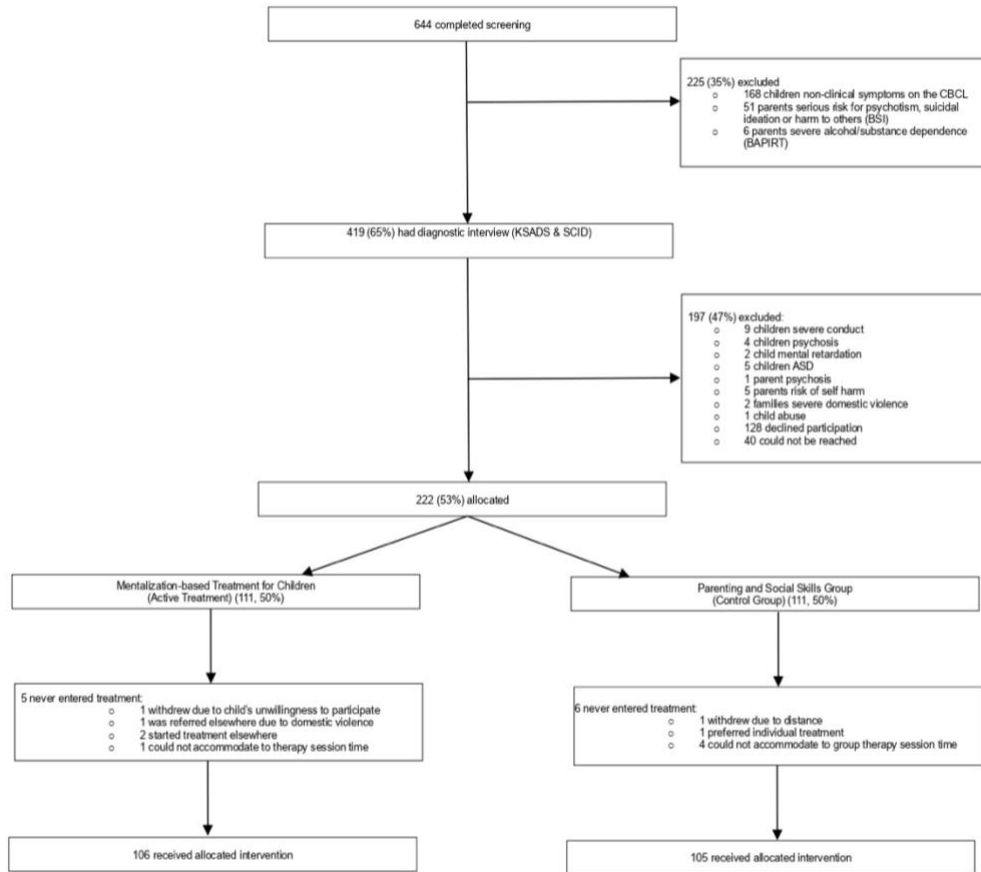 644 completed screening
225 (35%) excluded
o 168 children non-clinical symptoms on the CBCL
o 51 parents serious risk for psychotism, suicidal
ideation or harm to others (BSI)
o 6 parents severe alcohol/substance dependence
(BAPIRT)
419 (65%) had diagnostic interview (KSADS & SCID)
197 (47%) excluded:
o 9 children severe conduct
o 4 children psychosis
o 2 child mental retardation
o 5 children ASD
o 1 parent psychosis
o 5 parents risk of self harm
o 2 families severe domestic violence
o 1 child abuse
o 128 declined participation
o 40 could not be reached
222 (53%) allocated
Mentalization-based Treatment for Children
(Active Treatment) (111, 50%)
Parenting and Social Skills Group
(Control Group) (111, 50%)
5 never entered treatment:
o 1 withdrew due to child's unwillingness to participate
o 1 was referred elsewhere due to domestic violence
o 2 started treatment elsewhere
o 1 could not accommodate to therapy session time
6 never entered treatment:
o 1 withdrew due to distance
o 1 preferred individual treatment
o 4 could not accommodate to group therapy session time
106 received allocated intervention
105 received allocated intervention